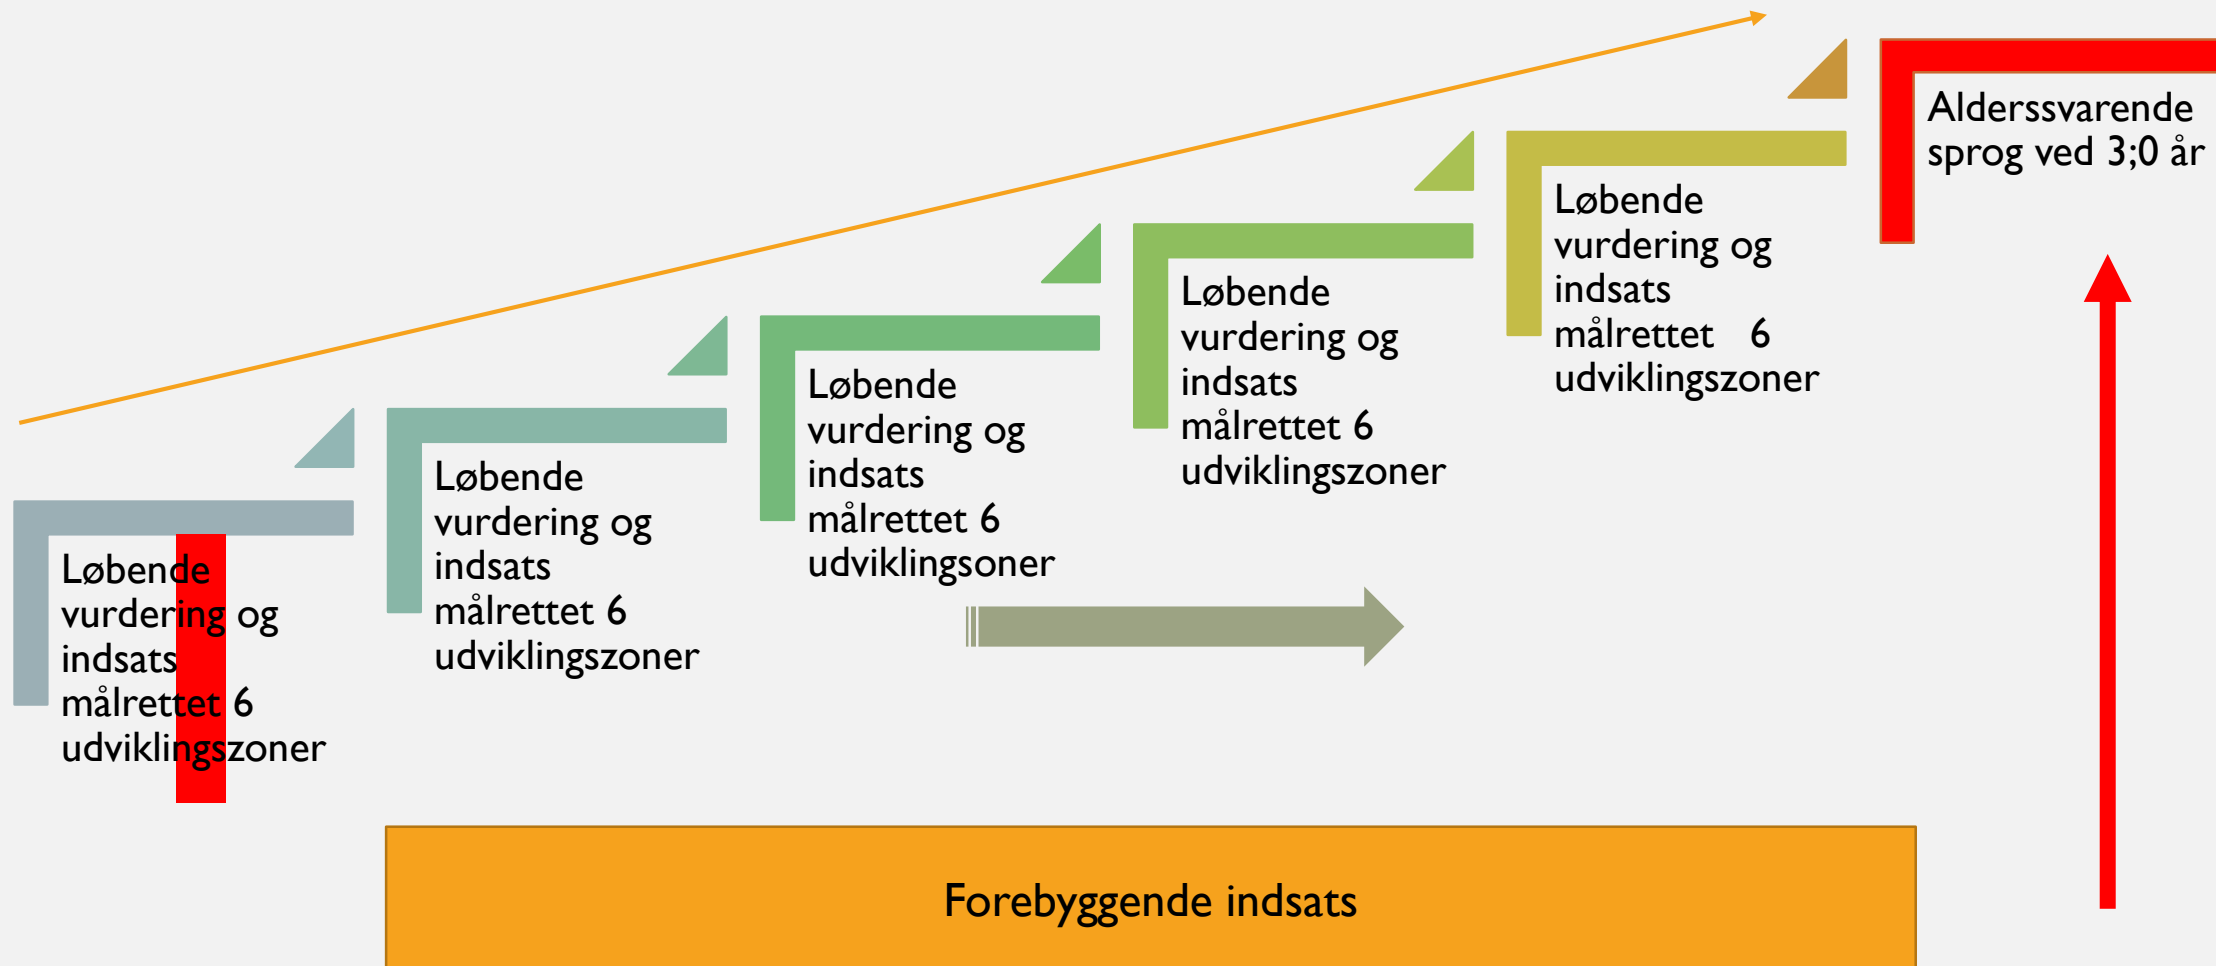 Løbende
vurdering og
indsats
målrettet 6
udviklingszoner
Løbende
vurdering og
indsats
målrettet 6
udviklingszoner
Løbende
vurdering og
indsats
målrettet 6
udviklingsoner
Løbende
vurdering og
indsats
målrettet 6
udviklingszoner
Løbende
vurdering og
indsats
målrettet 6
udviklingszoner
Alderssvarende
sprog ved 3;0 år
Forebyggende indsats